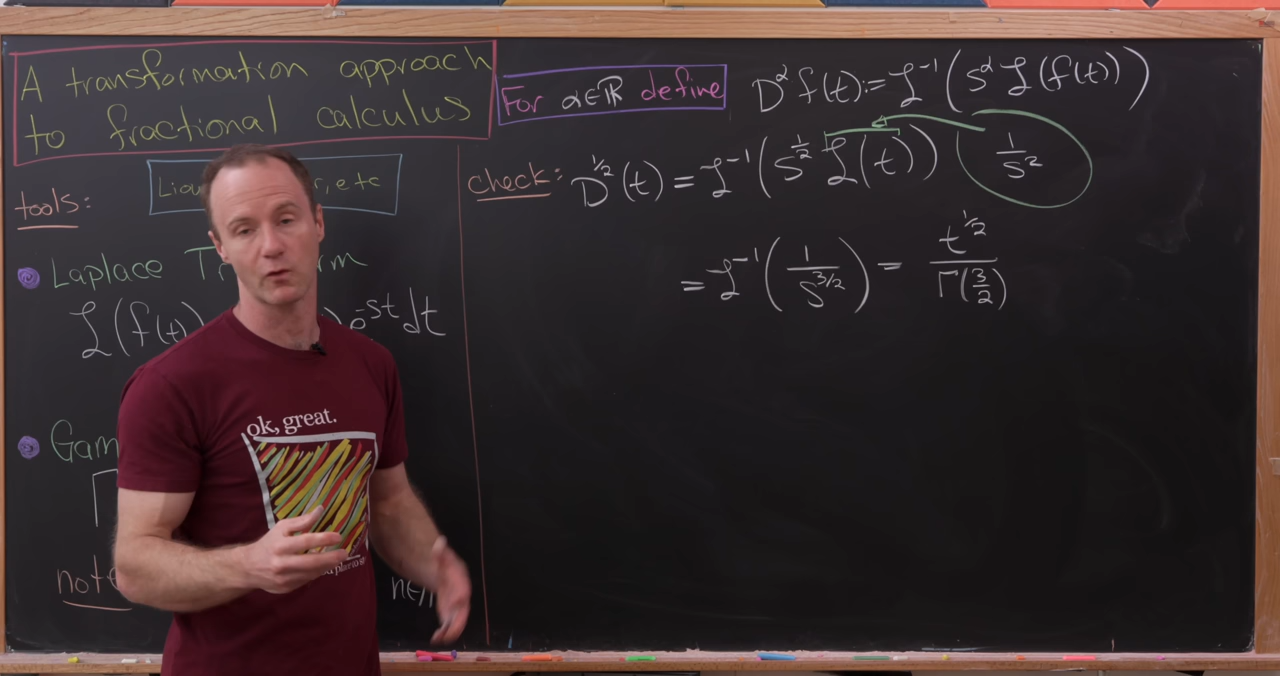 A transformation approach
to fractional calculus
For α∈ℝ define
D^α f(t):= ℒ⁻¹(s^α ℒ(f(t)))
tools:
etc
check: D^{1/2}(t) = ℒ⁻¹(s^{1/2} ℒ(t)) 1/s²
= ℒ⁻¹(1/s^{3/2}) = t^{1/2}/Γ(3/2)
Laplace
ℒ(f(t) e^{-st} dt
Γ
ok, great.